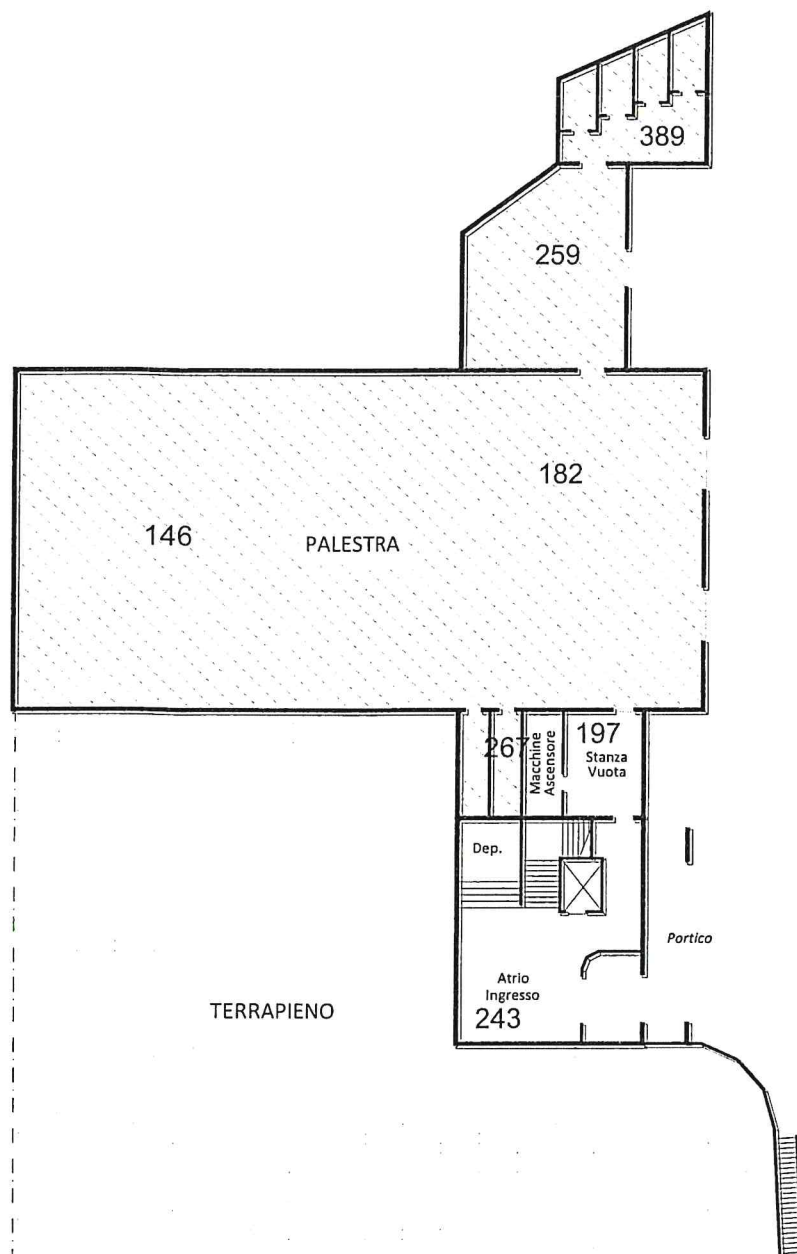 389
259
182
146
PALESTRA
267
Macchine
Ascensore
197
Stanza
Vuota
Dep.
Portico
Atrio
Ingresso
243
TERRAPIENO